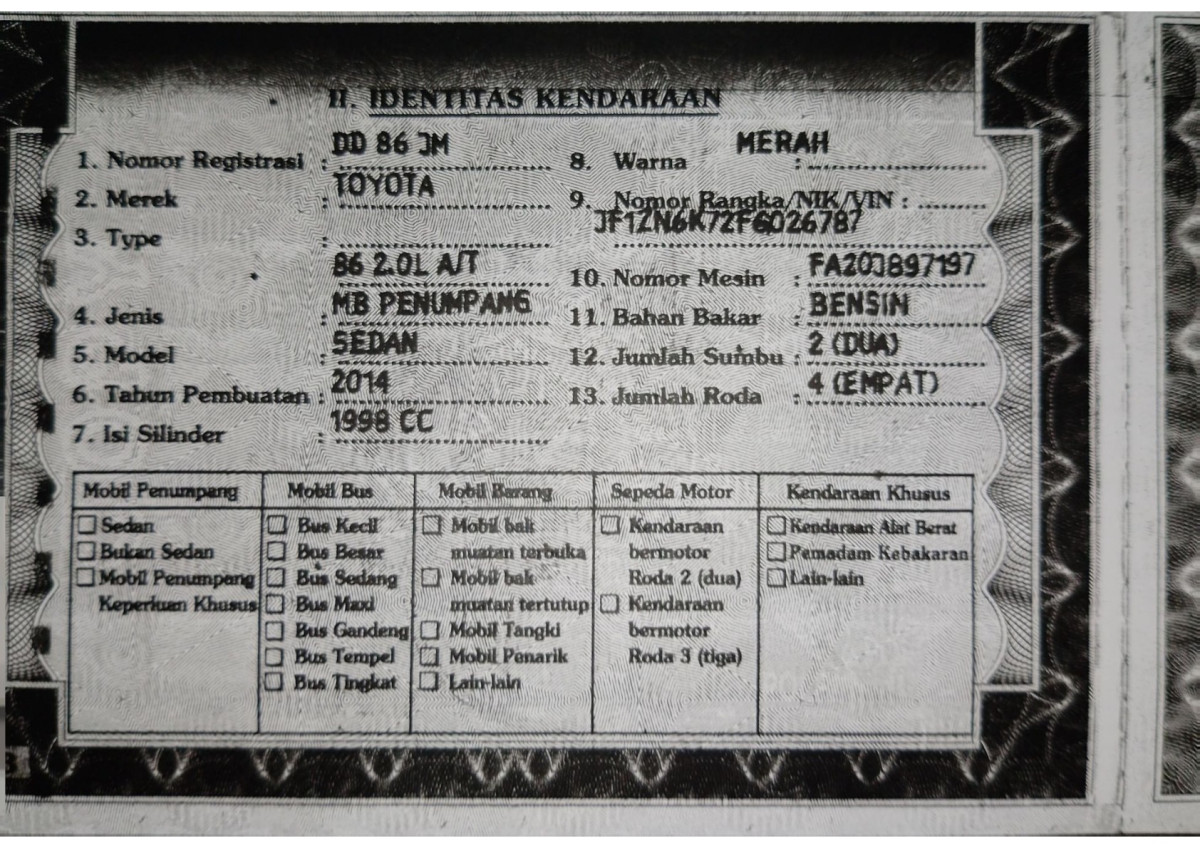 II. IDENTITAS KENDARAAN
1. Nomor Registrasi : DD 86 JM
2. Merek : TOYOTA
3. Type :
86 2.0L A/T
4. Jenis : MB PENUMPANG
5. Model : SEDAN
6. Tahun Pembuatan : 2014
7. Isi Silinder : 1998 CC
8. Warna : MERAH
9. Nomor Rangka/NIK/VIN :
JF1ZN6K72F6026787
10. Nomor Mesin : FA20J897197
11. Bahan Bakar : BENSIN
12. Jumlah Sumbu : 2 (DUA)
13. Jumlah Roda : 4 (EMPAT)
Mobil Penumpang
Sedan
Bukan Sedan
Mobil Penumpang
Keperluan Khusus
Mobil Bus
Bus Kecil
Bus Besar
Bus Sedang
Bus Maxi
Bus Gandeng
Bus Tempel
Bus Tingkat
Mobil Barang
Mobil bak
muatan terbuka
Mobil bak
muatan tertutup
Mobil Tangki
Mobil Penarik
Lain-lain
Sepeda Motor
Kendaraan
bermotor
Roda 2 (dua)
Kendaraan
bermotor
Roda 3 (tiga)
Kendaraan Khusus
Kendaraan Alat Berat
Pemadam Kebakaran
Lain-lain